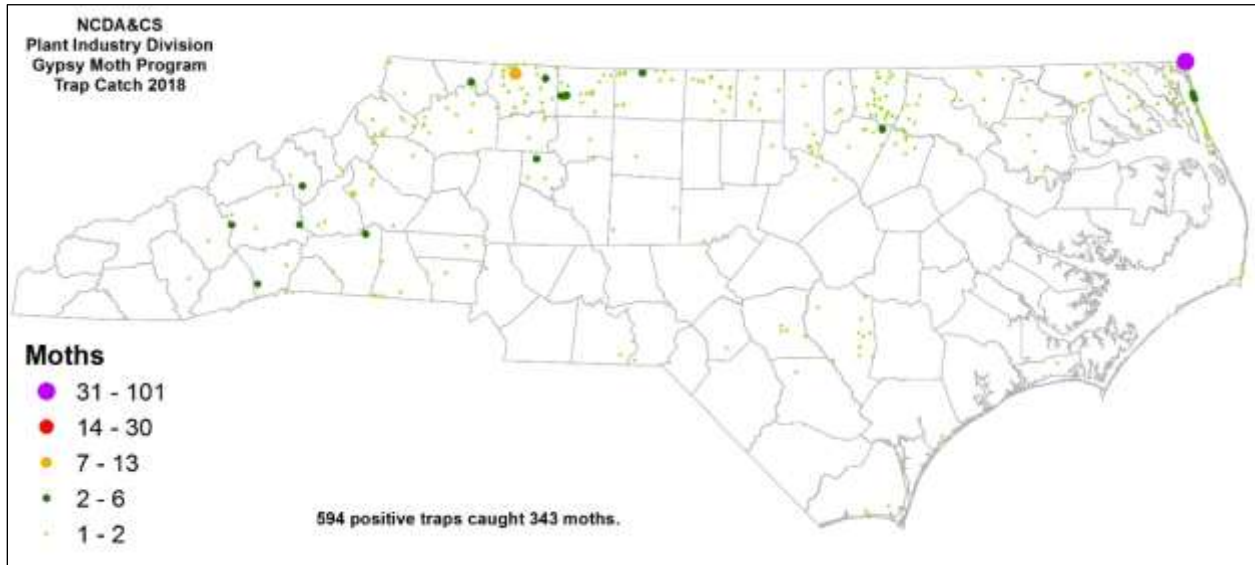 NCDA&CS
Plant Industry Division
Gypsy Moth Program
Trap Catch 2018
Moths
31 - 101
14 - 30
7 - 13
2 - 6
1 - 2
594 positive traps caught 343 moths.